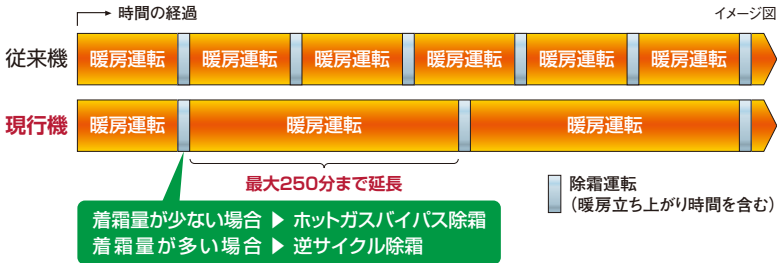 時間の経過
イメージ図
従来機
暖房運転 暖房運転 暖房運転 暖房運転 暖房運転 暖房運転
現行機
暖房運転 暖房運転 暖房運転
最大250分まで延長
除霜運転
(暖房立ち上がり時間を含む)
着霜量が少ない場合 ▶ ホットガスバイパス除霜
着霜量が多い場合 ▶ 逆サイクル除霜